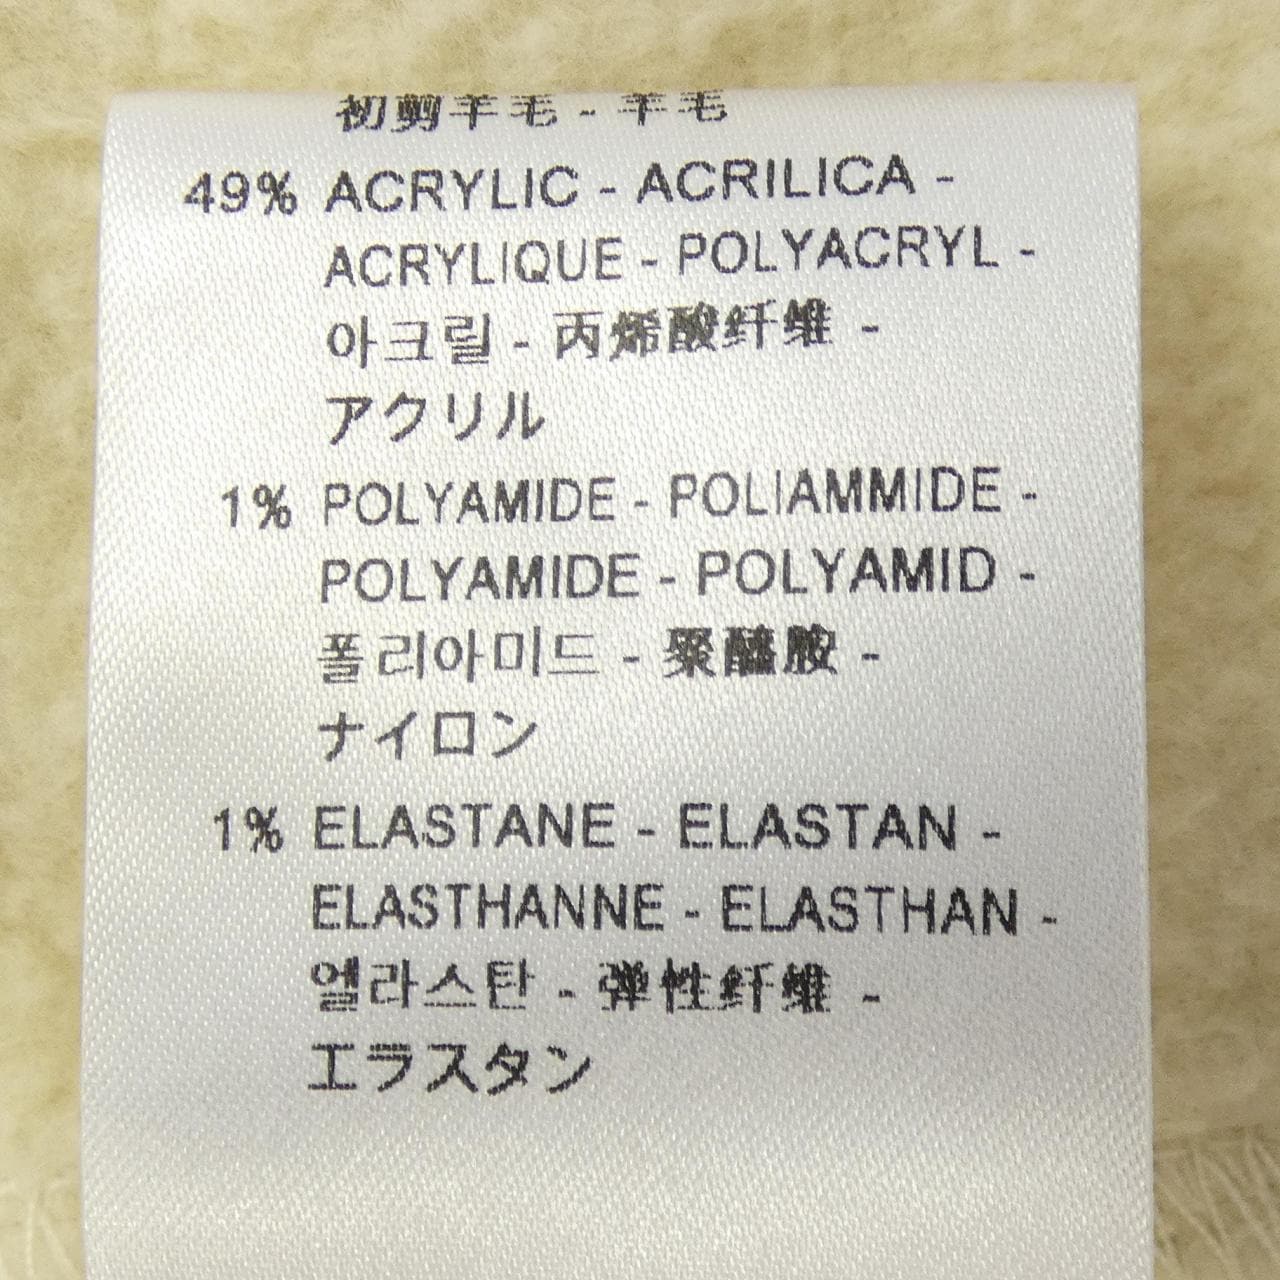 初剪羊毛 - 羊毛
49% ACRYLIC - ACRILICA -
ACRYLIQUE - POLYACRYL -
아크릴 - 丙烯酸纤维 -
アクリル
1% POLYAMIDE - POLIAMMIDE -
POLYAMIDE - POLYAMID -
폴리아미드 - 聚醯胺 -
ナイロン
1% ELASTANE - ELASTAN -
ELASTHANNE - ELASTHAN -
엘라스탄 - 弹性纤维 -
エラスタン